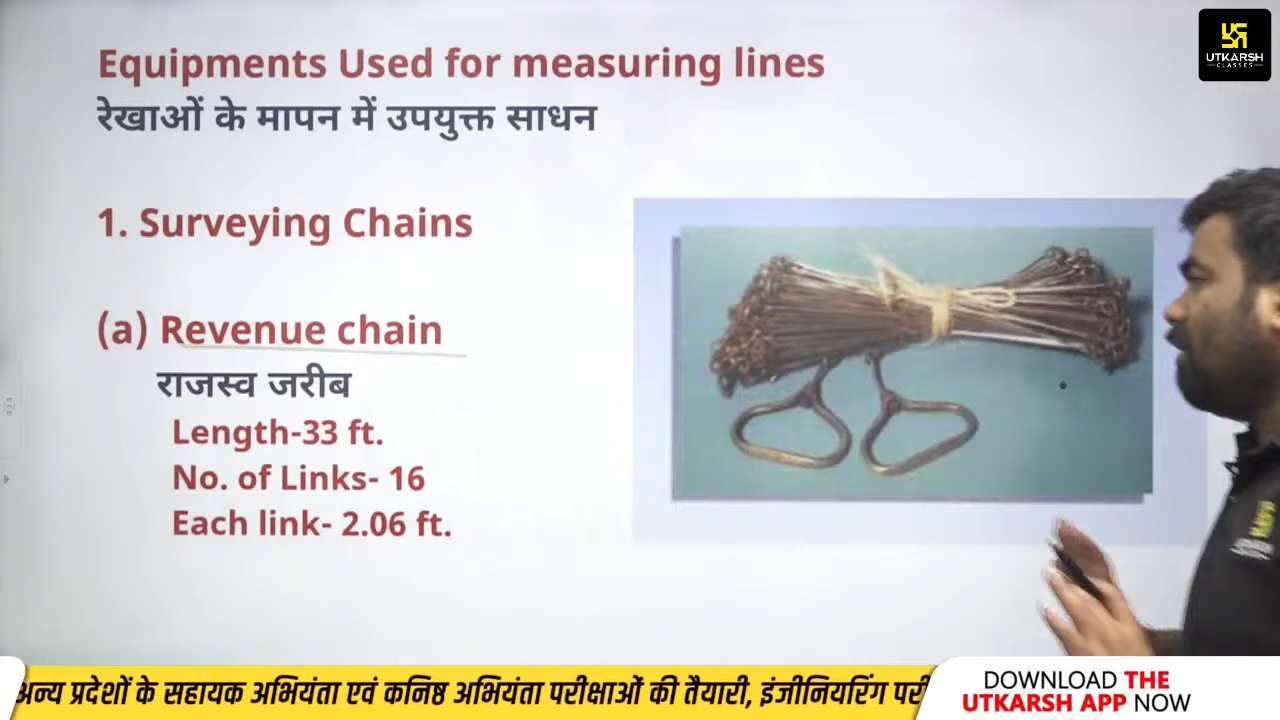 Equipments Used for measuring lines
रेखाओं के मापन में उपयुक्त साधन
1. Surveying Chains
(a) Revenue chain
राजस्व जरीब
Length-33 ft.
No. of Links- 16
Each link- 2.06 ft.
UTKARSH
CLASSES
अन्य प्रदेशों के सहायक अभियंता एवं कनिष्ठ अभियंता परीक्षाओं की तैयारी, इंजीनियरिंग
DOWNLOAD THE
UTKARSH APP NOW